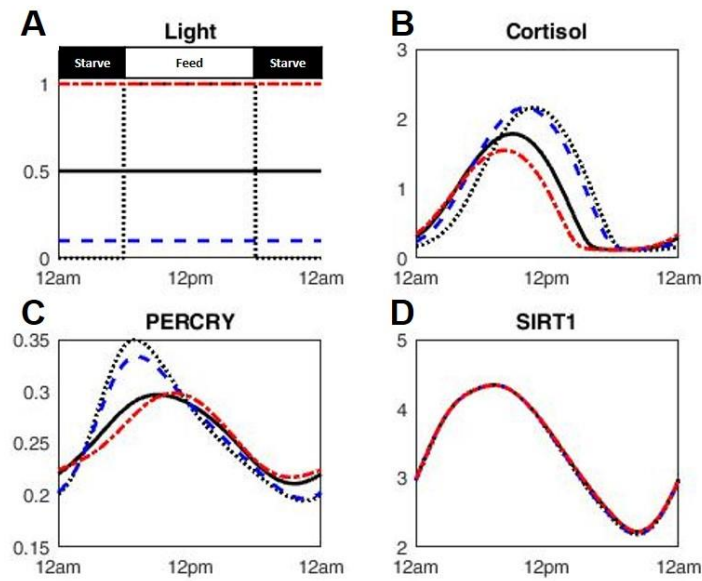 A
Light
Starve
Feed
Starve
1
0.5
0
12am
12pm
12am
B
Cortisol
3
2
1
0
12am
12pm
12am
C
PERCRY
0.35
0.3
0.25
0.2
0.15
12am
12pm
12am
D
SIRT1
5
4
3
2
12am
12pm
12am